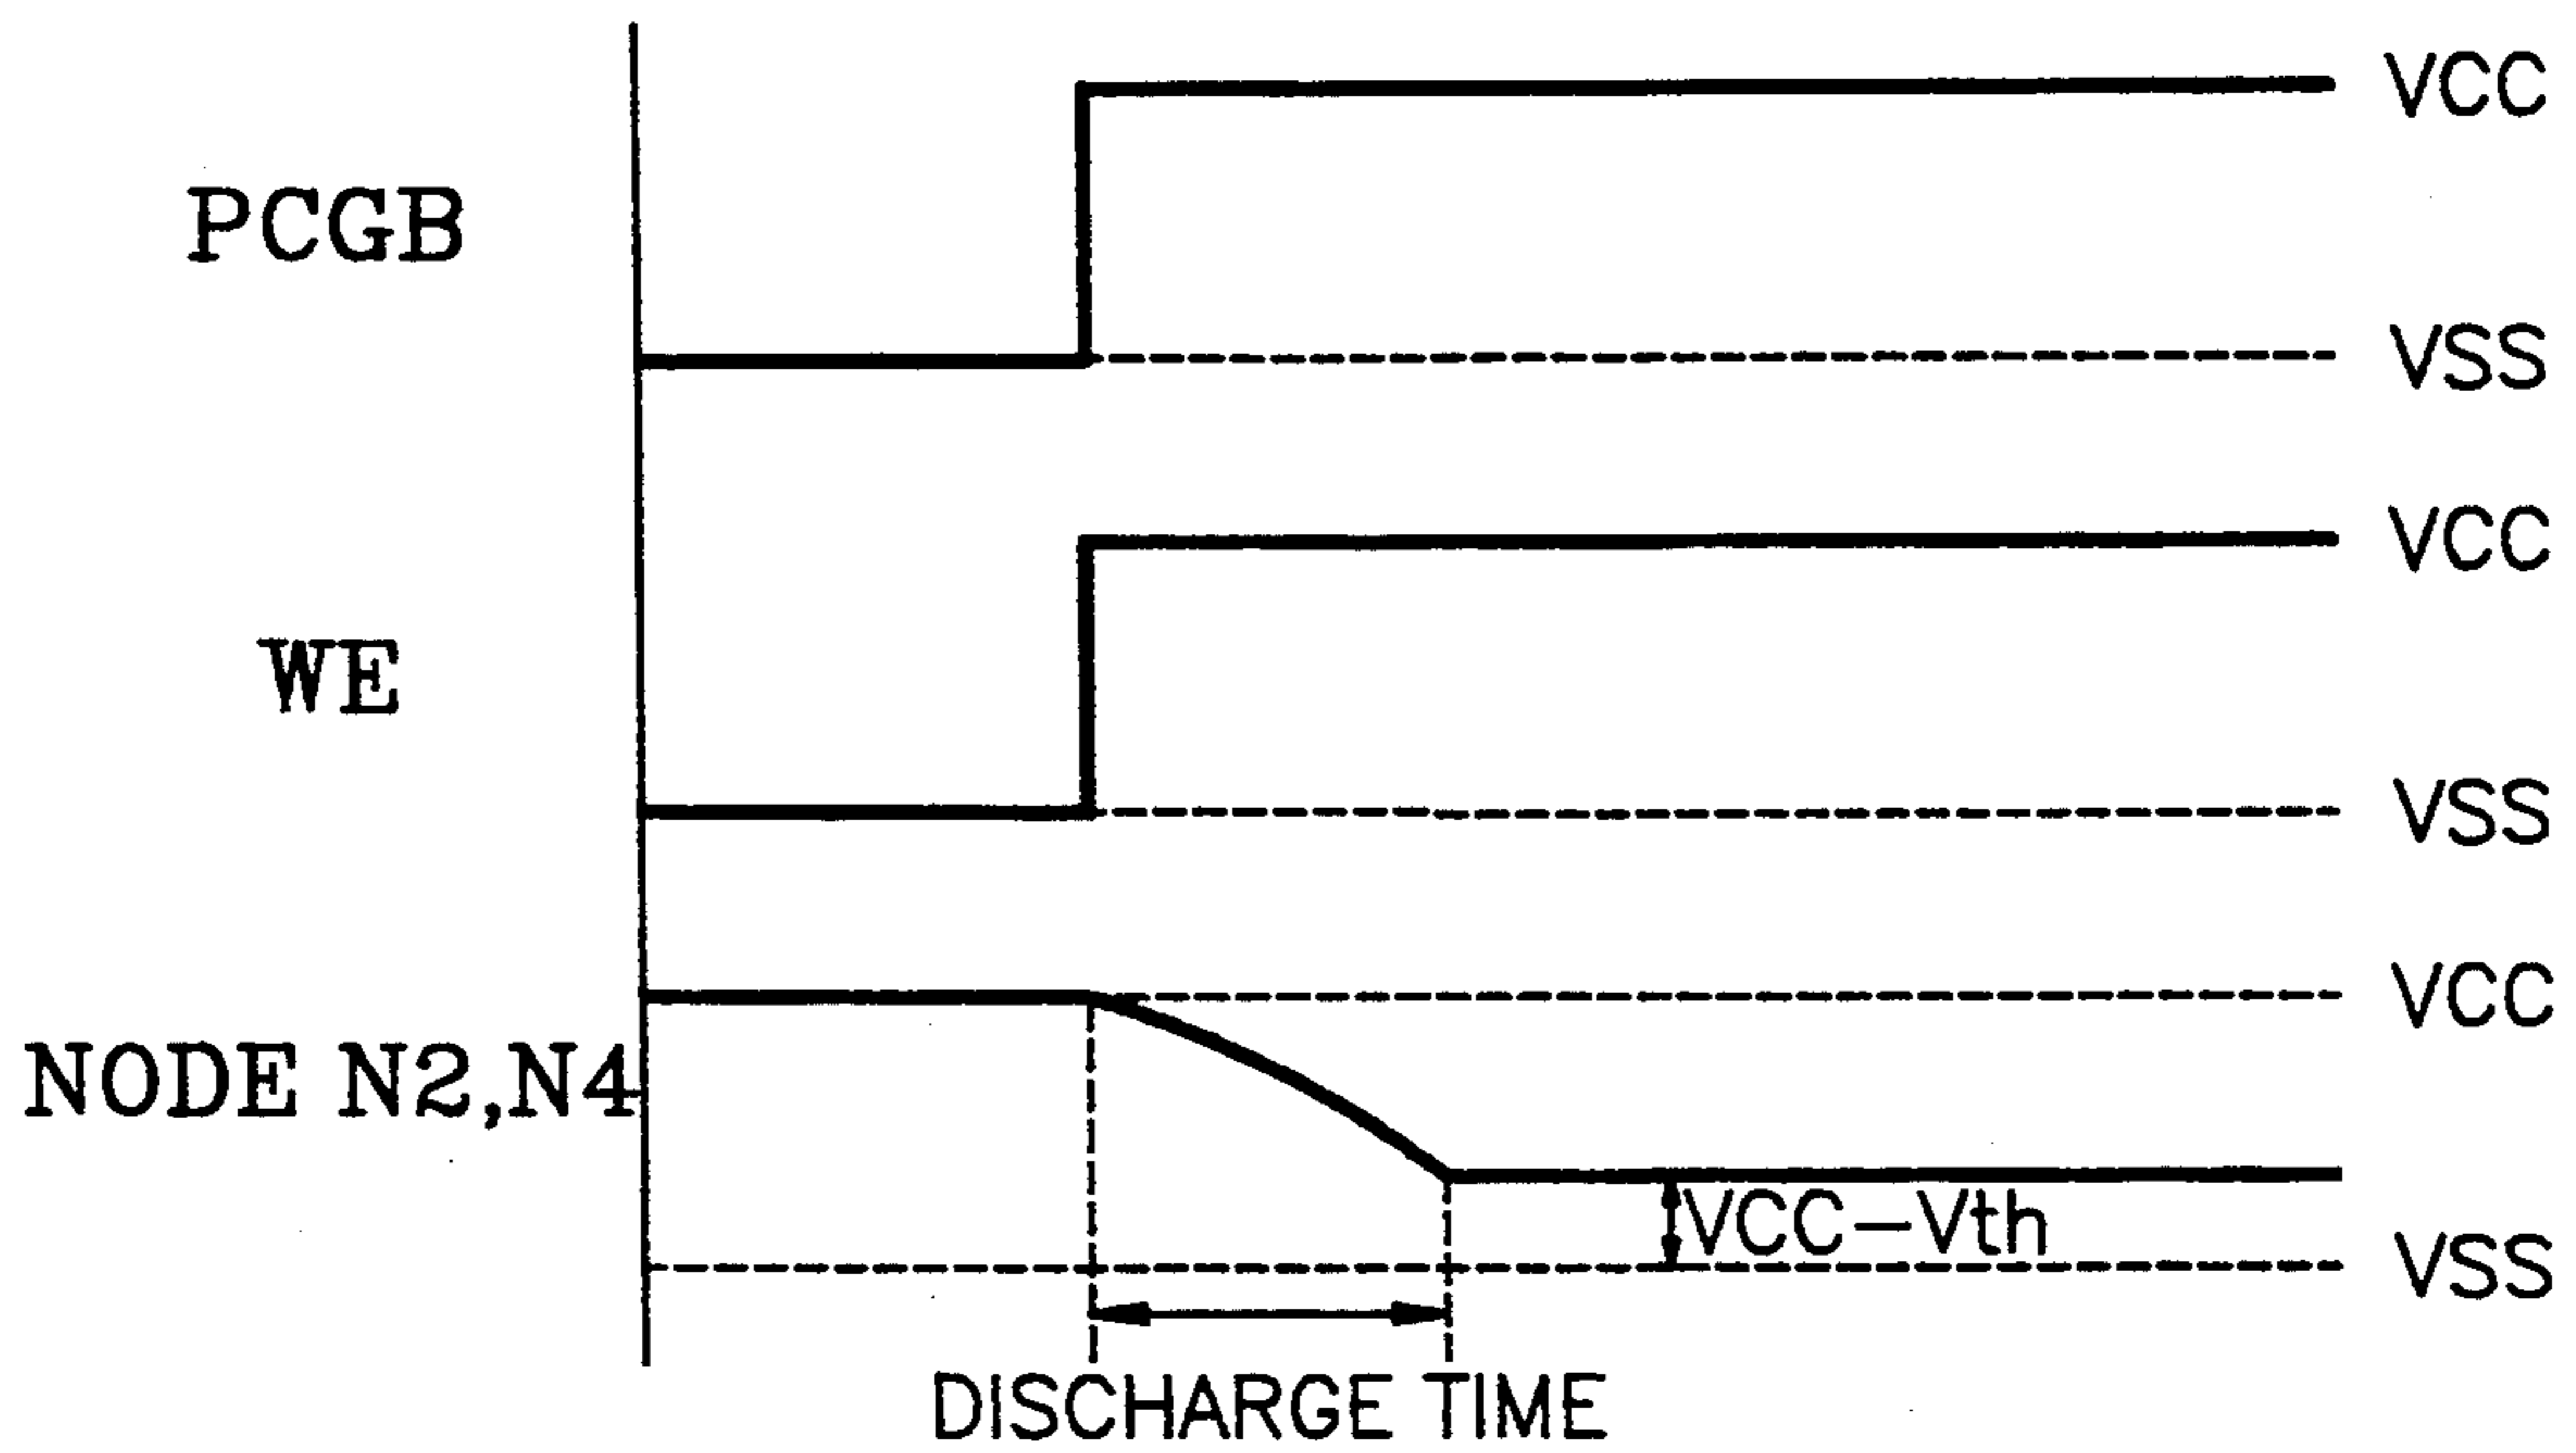 VCC
PCGB
VSS
VCC
WE
VSS
VCC
NODE N2,N4
VCC-Vth
VSS
DISCHARGE TIME